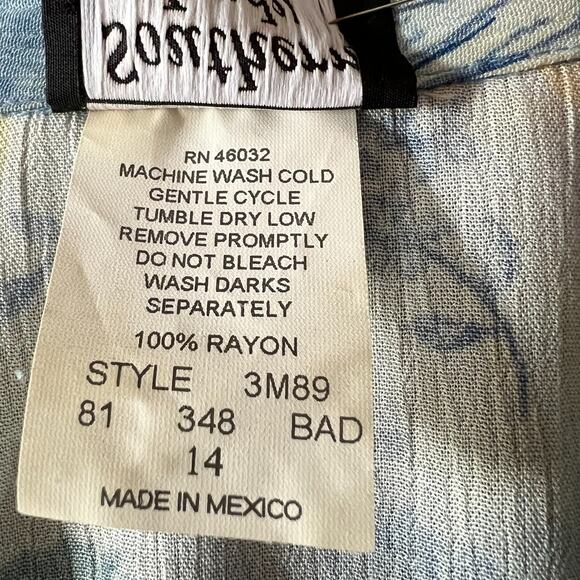 Southern
RN 46032
MACHINE WASH COLD
GENTLE CYCLE
TUMBLE DRY LOW
REMOVE PROMPTLY
DO NOT BLEACH
WASH DARKS
SEPARATELY
100% RAYON
STYLE 3M89
81 348 BAD
14
MADE IN MEXICO